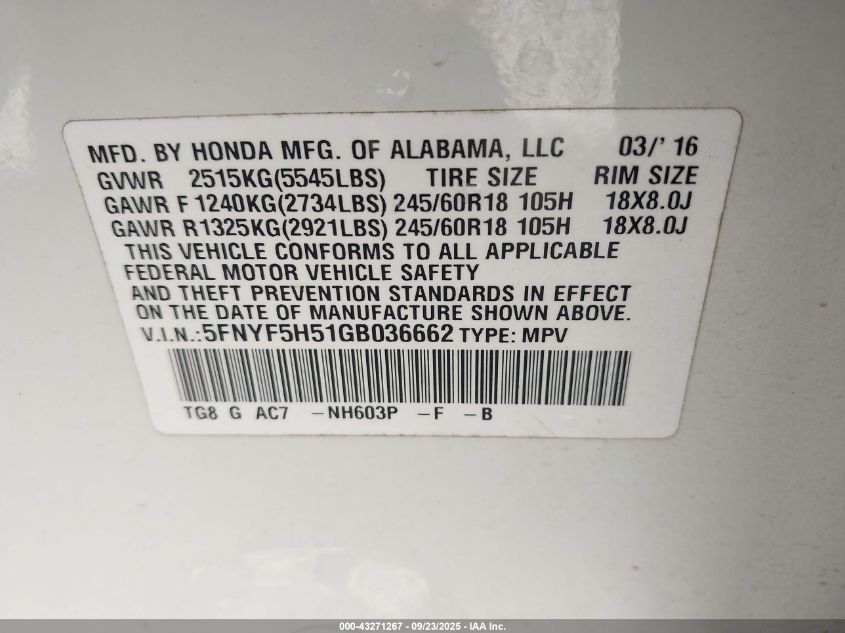 MFD. BY HONDA MFG. OF ALABAMA, LLC 03/' 16
GVWR 2515KG(5545LBS) TIRE SIZE RIM SIZE
GAWR F 1240KG(2734LBS) 245/60R18 105H 18X8.0J
GAWR R1325KG(2921LBS) 245/60R18 105H 18X8.0J
THIS VEHICLE CONFORMS TO ALL APPLICABLE
FEDERAL MOTOR VEHICLE SAFETY
AND THEFT PREVENTION STANDARDS IN EFFECT
ON THE DATE OF MANUFACTURE SHOWN ABOVE.
V.I.N.:5FNYF5H51GB036662 TYPE: MPV
TG8 G AC7 -NH603P -F -B
000-43271267 - 09/23/2025 - IAA Inc.